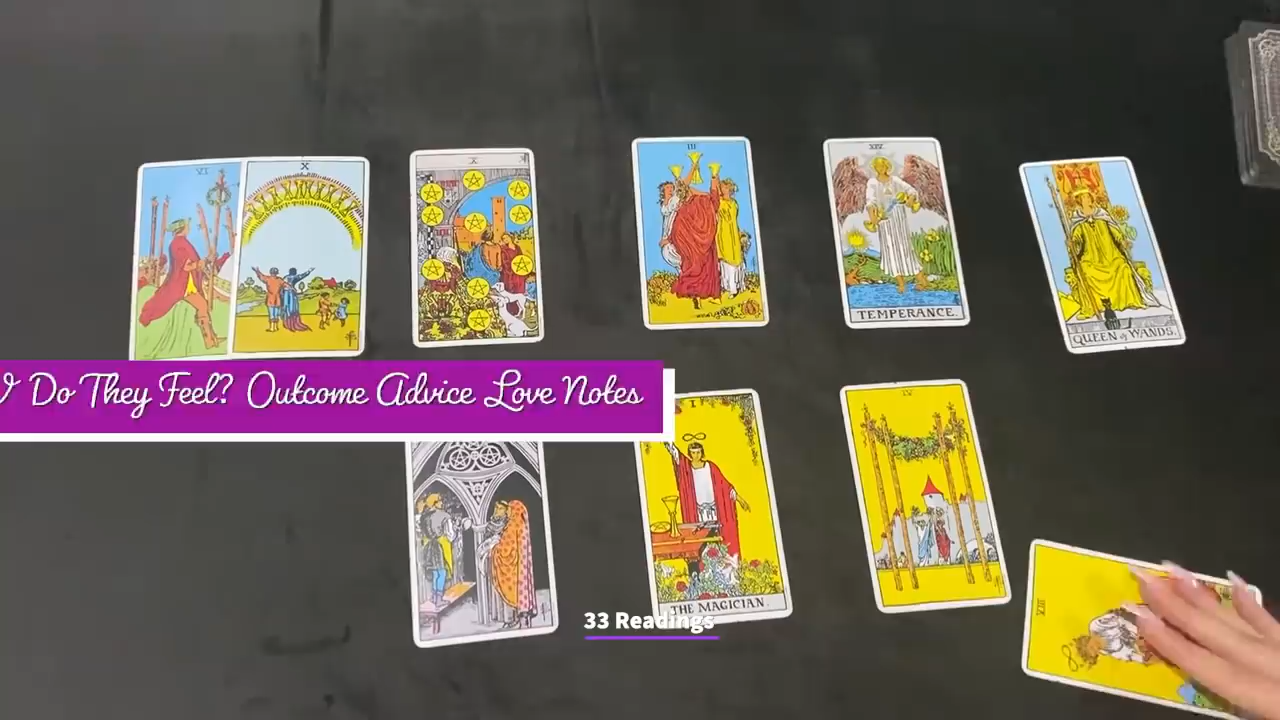 VI
X
X
III
XIV
TEMPERANCE.
QUEEN of WANDS.
Do They Feel? Outcome Advice Love Notes
I
IV
THE MAGICIAN.
33 Readings